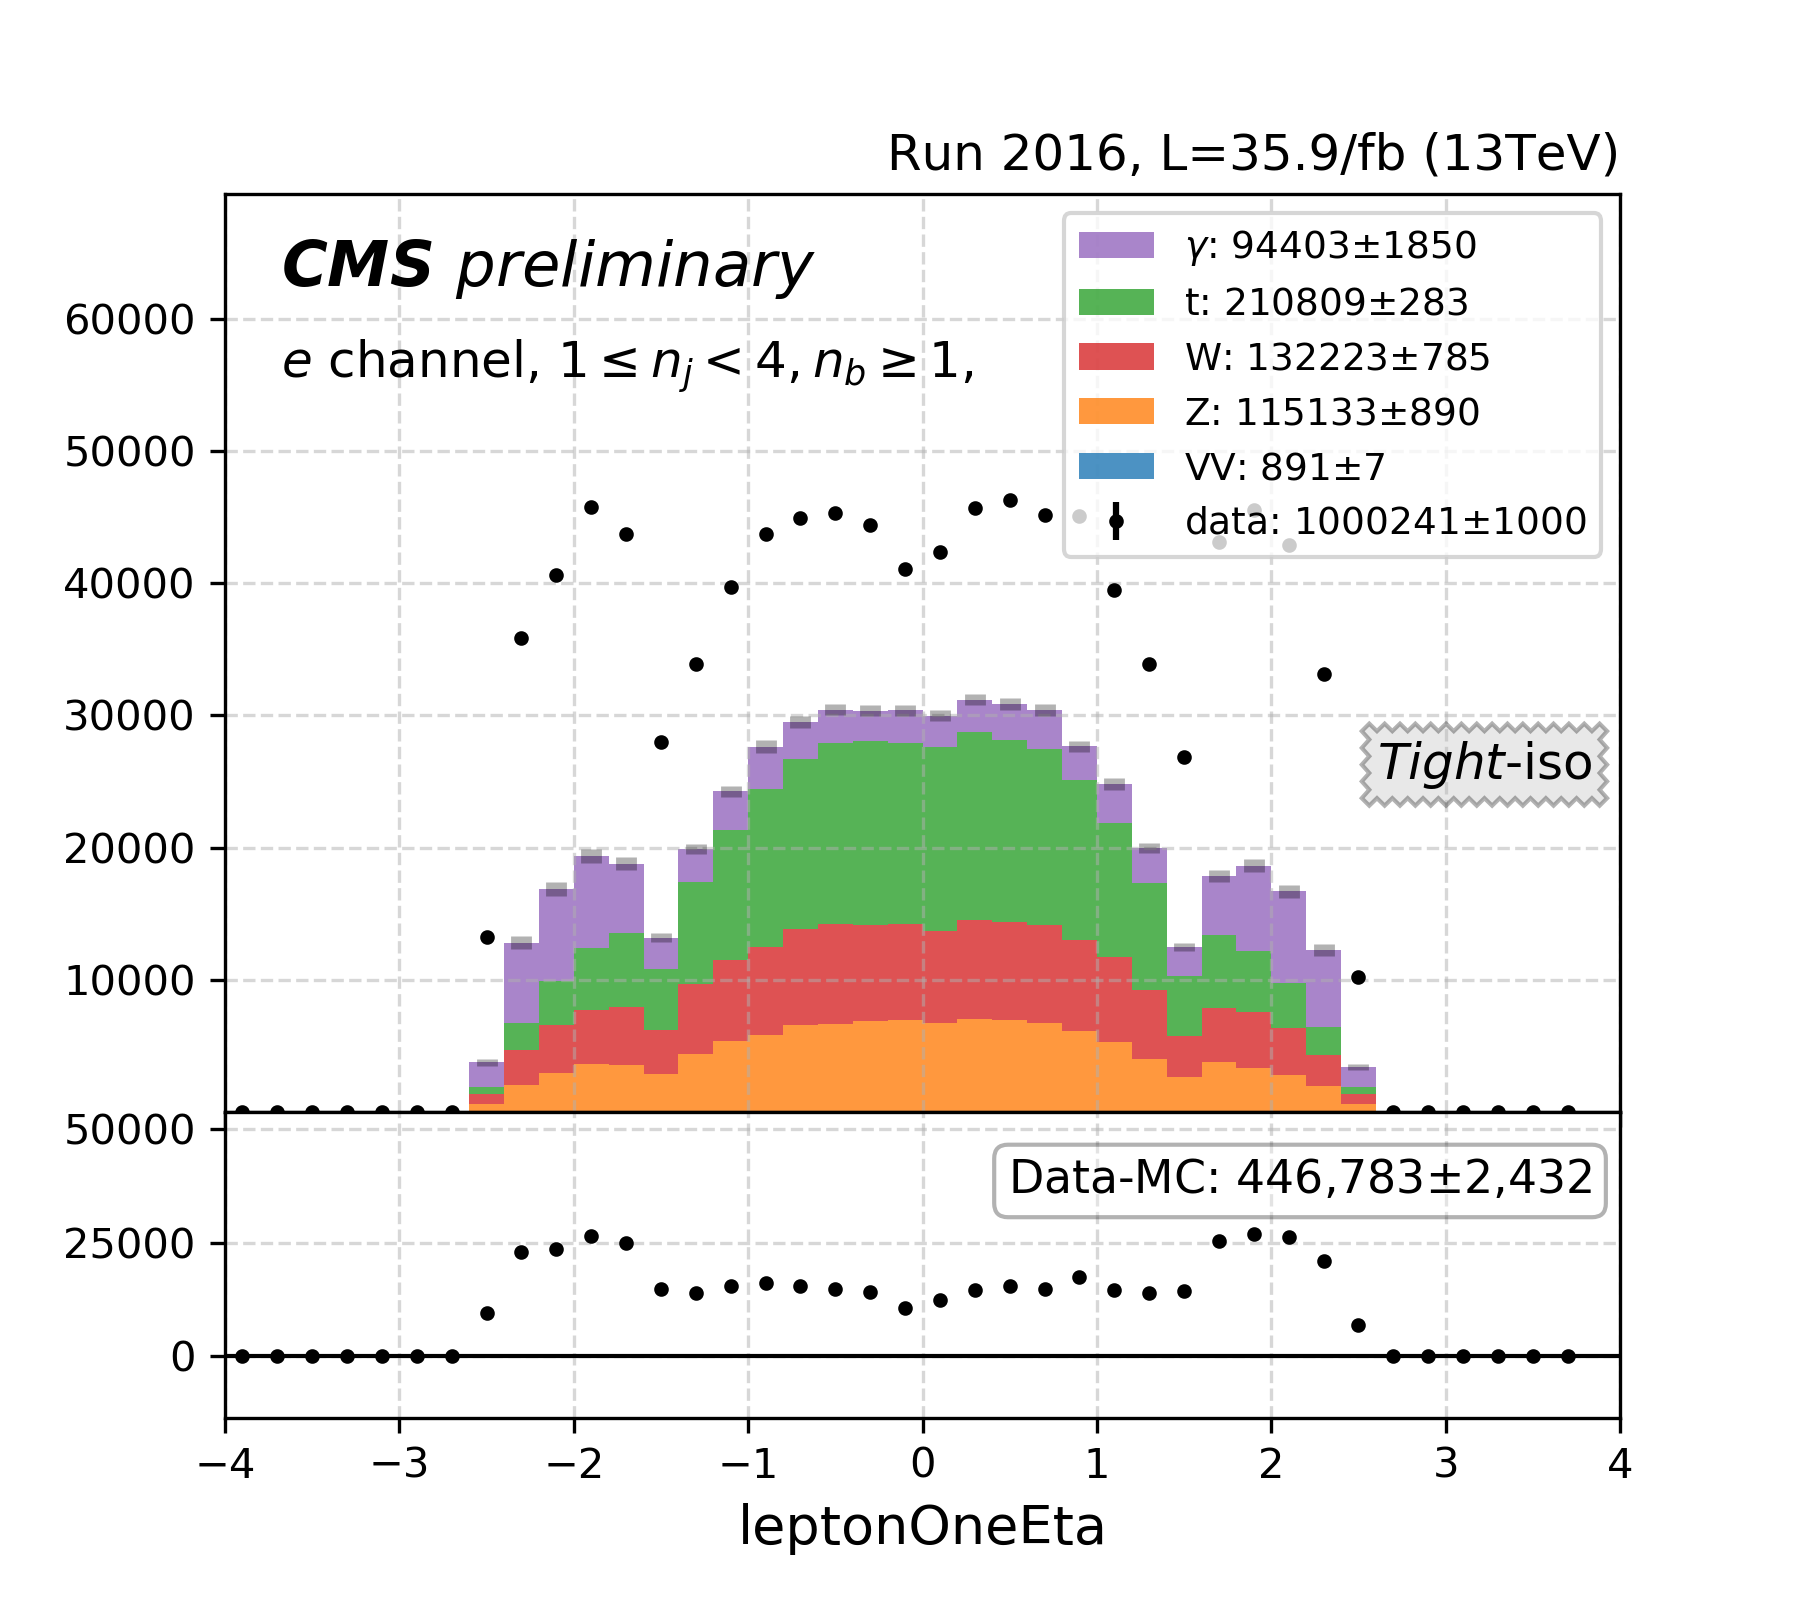 Run 2016, L=35.9/fb (13TeV)
CMS preliminary
e channel, 1 ≤ n_j < 4, n_b ≥ 1,
γ: 94403±1850
t: 210809±283
W: 132223±785
Z: 115133±890
VV: 891±7
data: 1000241±1000
60000
50000
40000
30000
Tight-iso
20000
10000
50000
Data-MC: 446,783±2,432
25000
0
−4 −3 −2 −1 0 1 2 3 4
leptonOneEta